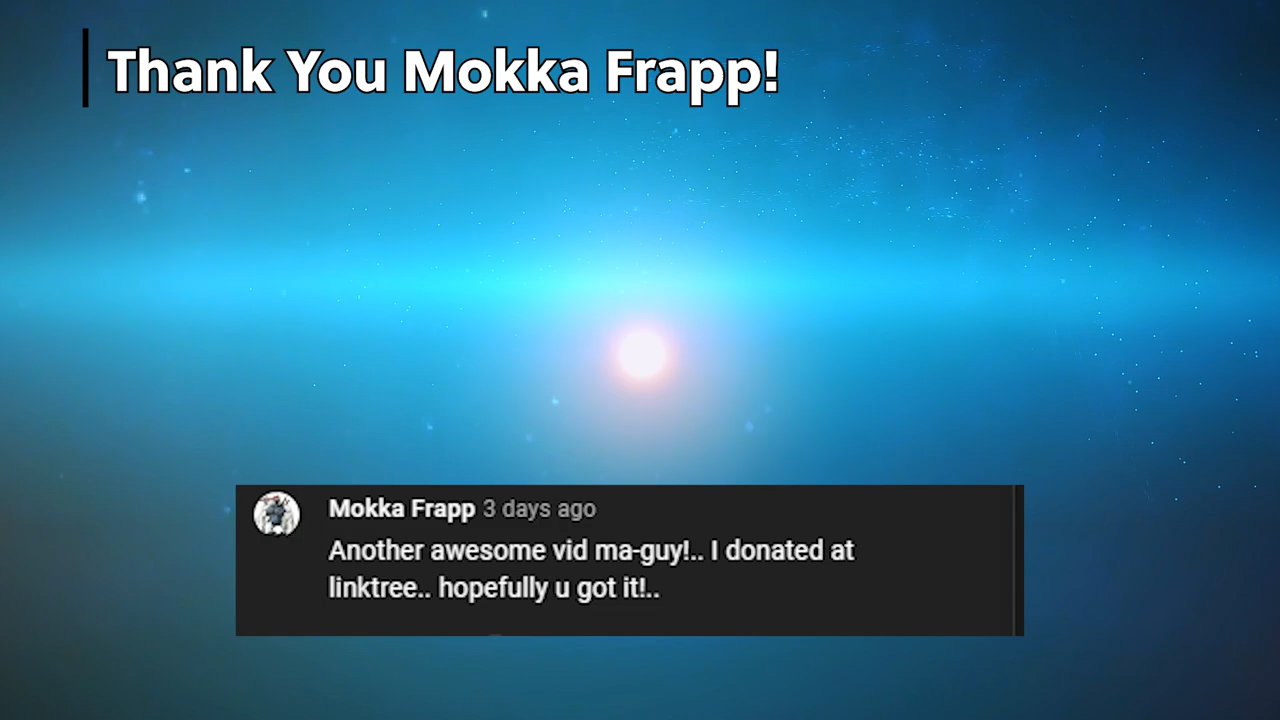 Thank You Mokka Frapp!
Mokka Frapp 3 days ago
Another awesome vid ma-guy!.. I donated at
linktree.. hopefully u got it!..